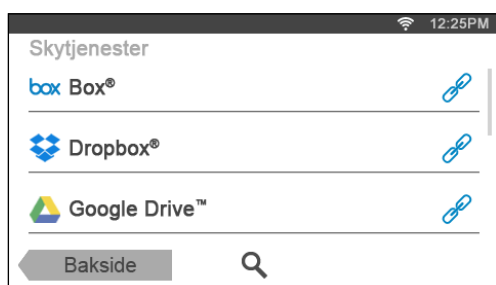 12:25PM
Skytjenester
box Box®
Dropbox®
Google Drive™
Bakside